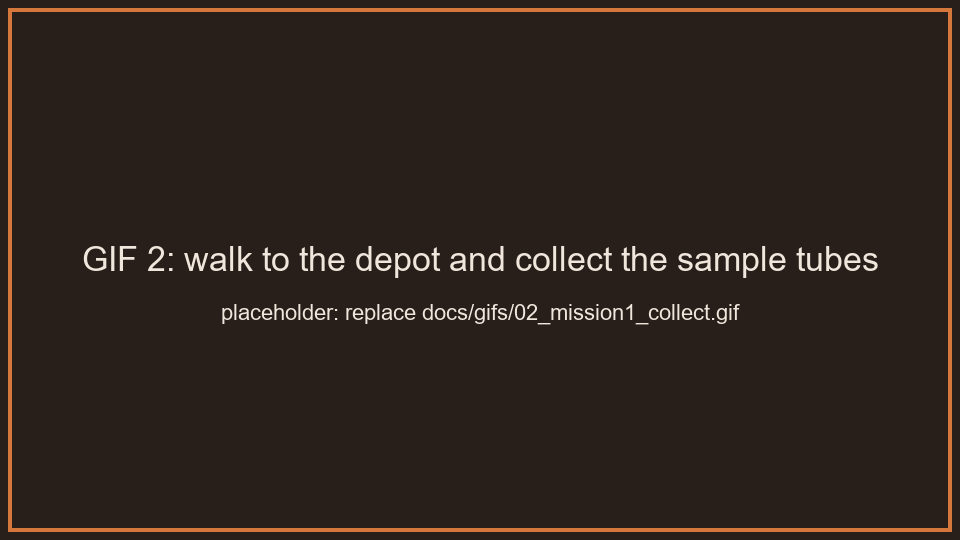 GIF 2: walk to the depot and collect the sample tubes
placeholder: replace docs/gifs/02_mission1_collect.gif